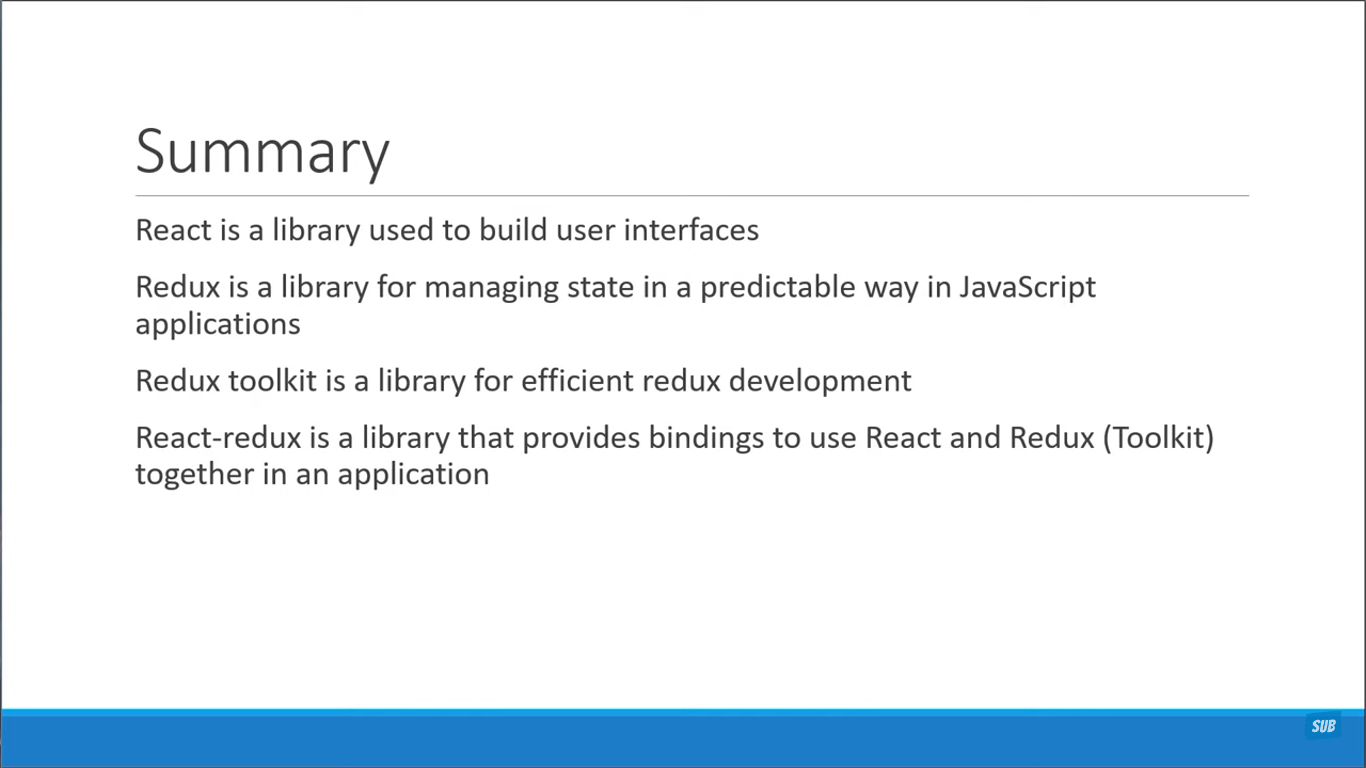 Summary
React is a library used to build user interfaces
Redux is a library for managing state in a predictable way in JavaScript
applications
Redux toolkit is a library for efficient redux development
React-redux is a library that provides bindings to use React and Redux (Toolkit)
together in an application
SUB